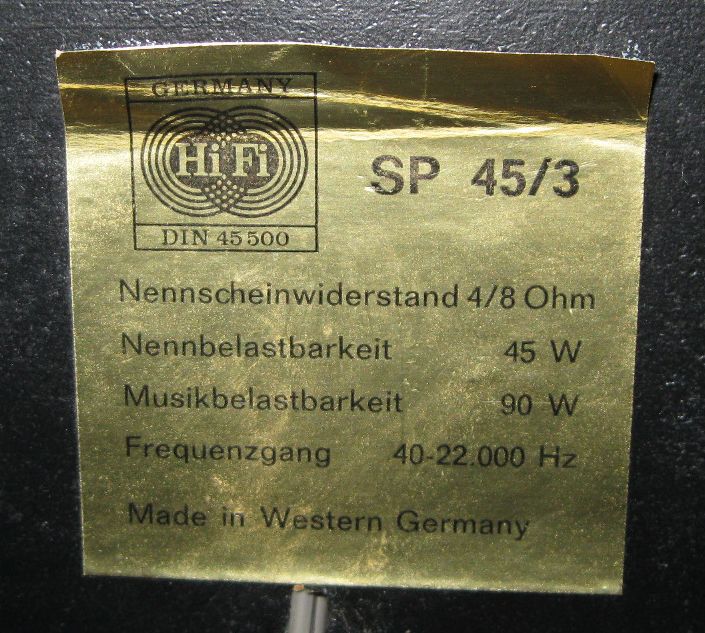 GERMANY
HiFi
DIN 45500
SP 45/3
Nennscheinwiderstand 4/8 Ohm
Nennbelastbarkeit 45 W
Musikbelastbarkeit 90 W
Frequenzgang 40-22.000 Hz
Made in Western Germany